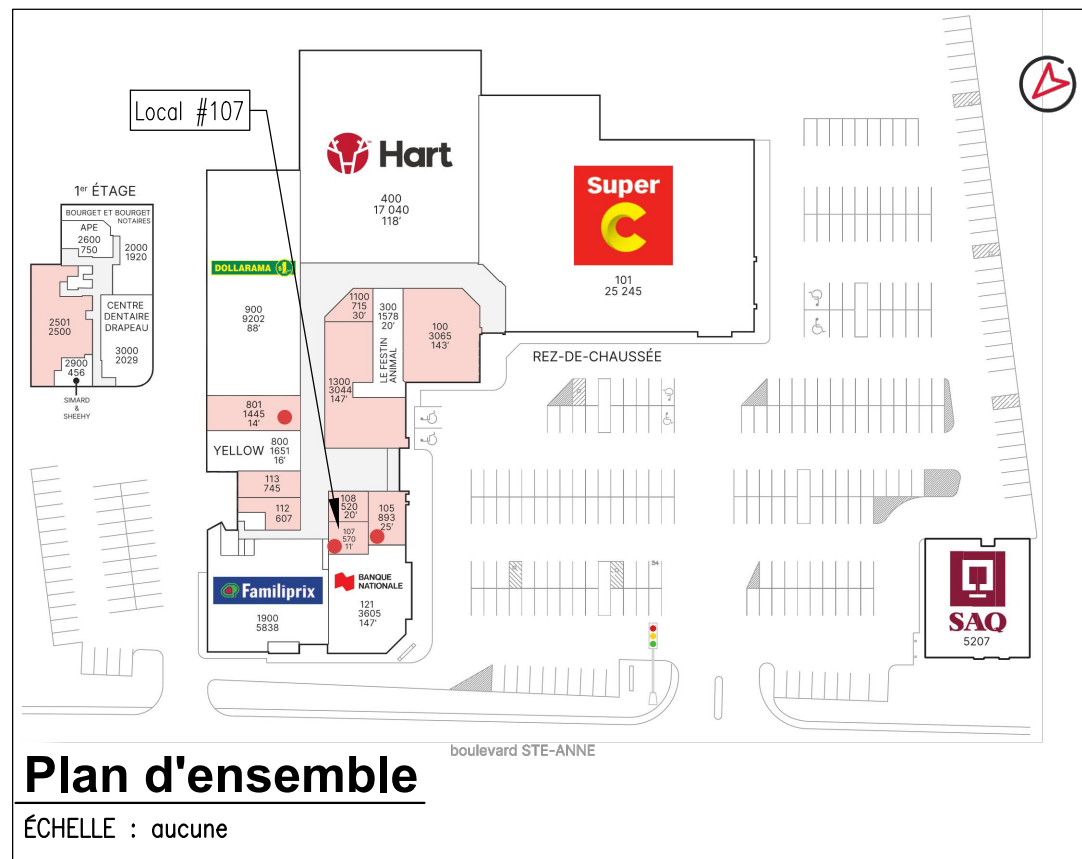 Local #107
Hart
400
17 040
118'
Super
C
101
25 245
1er ÉTAGE
BOURGET ET BOURGET
NOTAIRES
APE
2600
750
2000
1920
2501
2500
CENTRE
DENTAIRE
DRAPEAU
3000
2029
2900
456
SIMARD
&
SHEEHY
DOLLARAMA
900
9202
88'
1100
715
30'
300
1578
20'
LE FESTIN
ANIMAL
100
3065
143'
1300
3044
147'
REZ-DE-CHAUSSÉE
801
1445
14'
YELLOW
800
1651
16'
113
745
112
607
108
520
20'
105
893
25'
107
570
11'
Familiprix
1900
5838
BANQUE
NATIONALE
121
3605
147'
SAQ
5207
boulevard STE-ANNE
Plan d'ensemble
ÉCHELLE : aucune